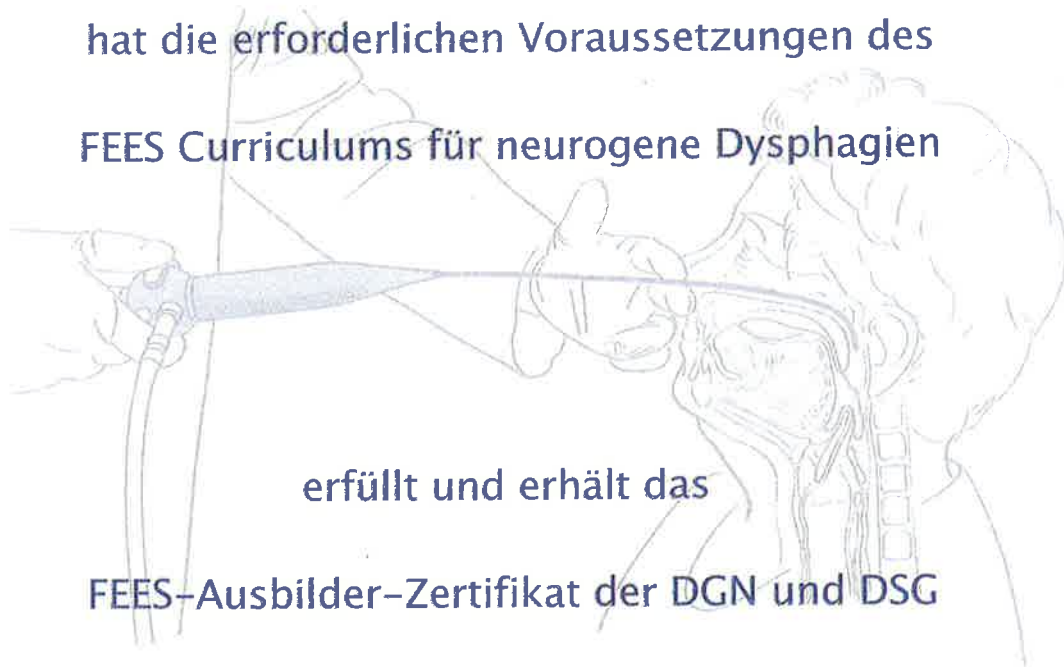 hat die erforderlichen Voraussetzungen des
FEES Curriculums für neurogene Dysphagien
erfüllt und erhält das
FEES-Ausbilder-Zertifikat der DGN und DSG